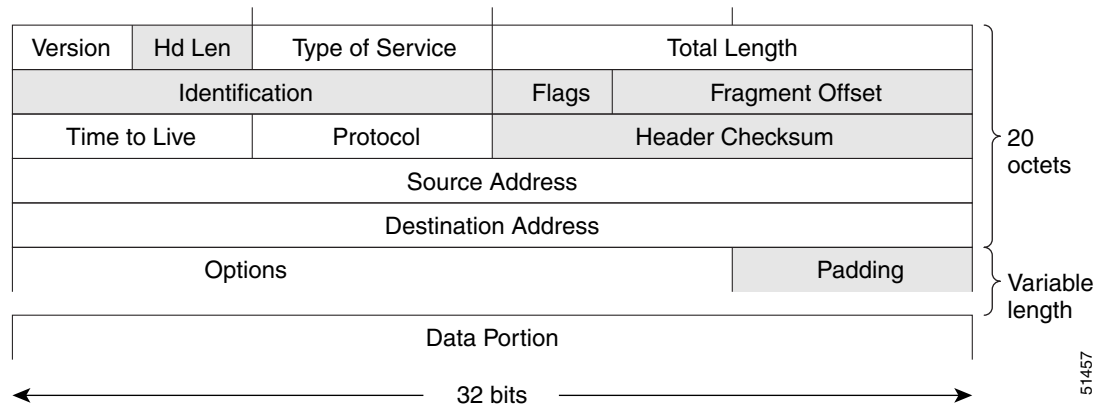 Version Hd Len Type of Service Total Length
Identification Flags Fragment Offset
Time to Live Protocol Header Checksum
20
octets
Source Address
Destination Address
Options Padding
Variable
length
Data Portion
32 bits
51457